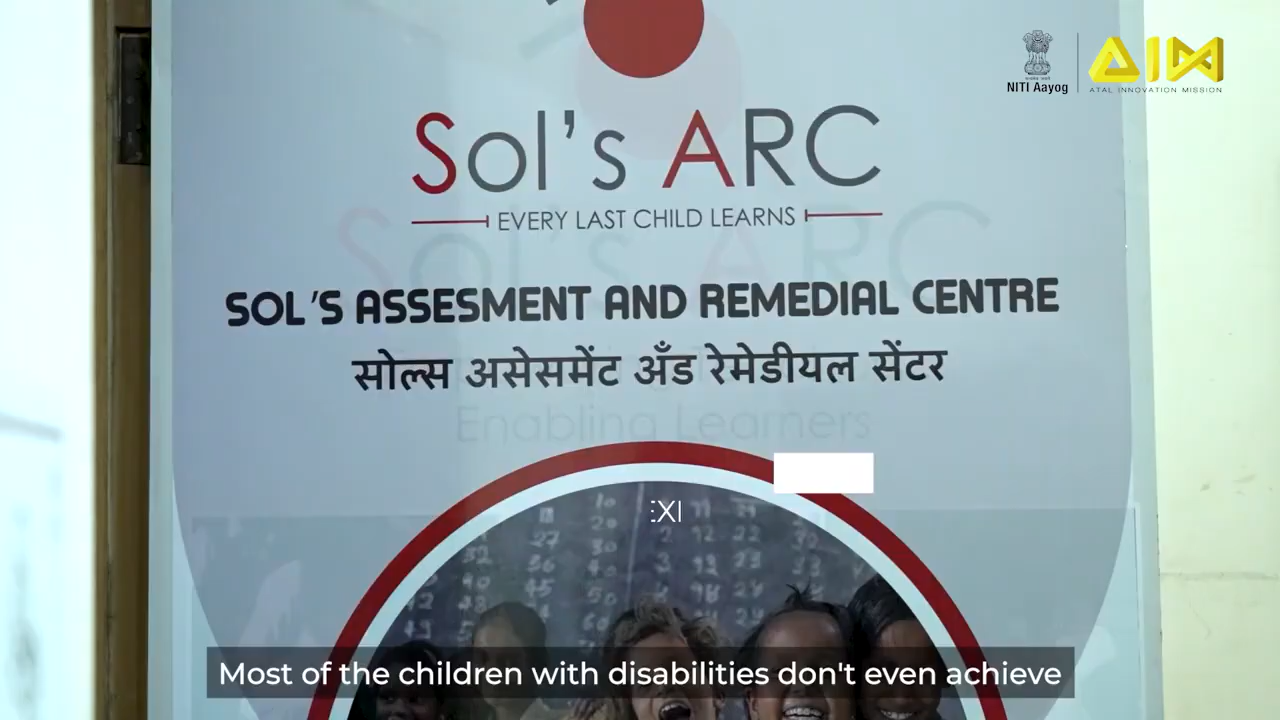 NITI Aayog
ATAL INNOVATION MISSION
Sol's ARC
EVERY LAST CHILD LEARNS
SOL'S ASSESMENT AND REMEDIAL CENTRE
सोल्स असेसमेंट अँड रेमेडीयल सेंटर
Enabling Learners
Most of the children with disabilities don't even achieve